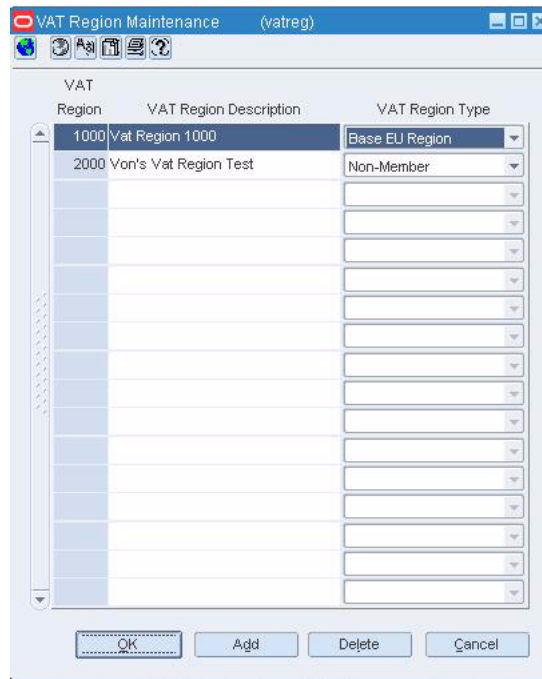 VAT Region Maintenance (vatreg)
VAT
Region VAT Region Description VAT Region Type
1000 Vat Region 1000 Base EU Region
2000 Von's Vat Region Test Non-Member
OK Add Delete Cancel